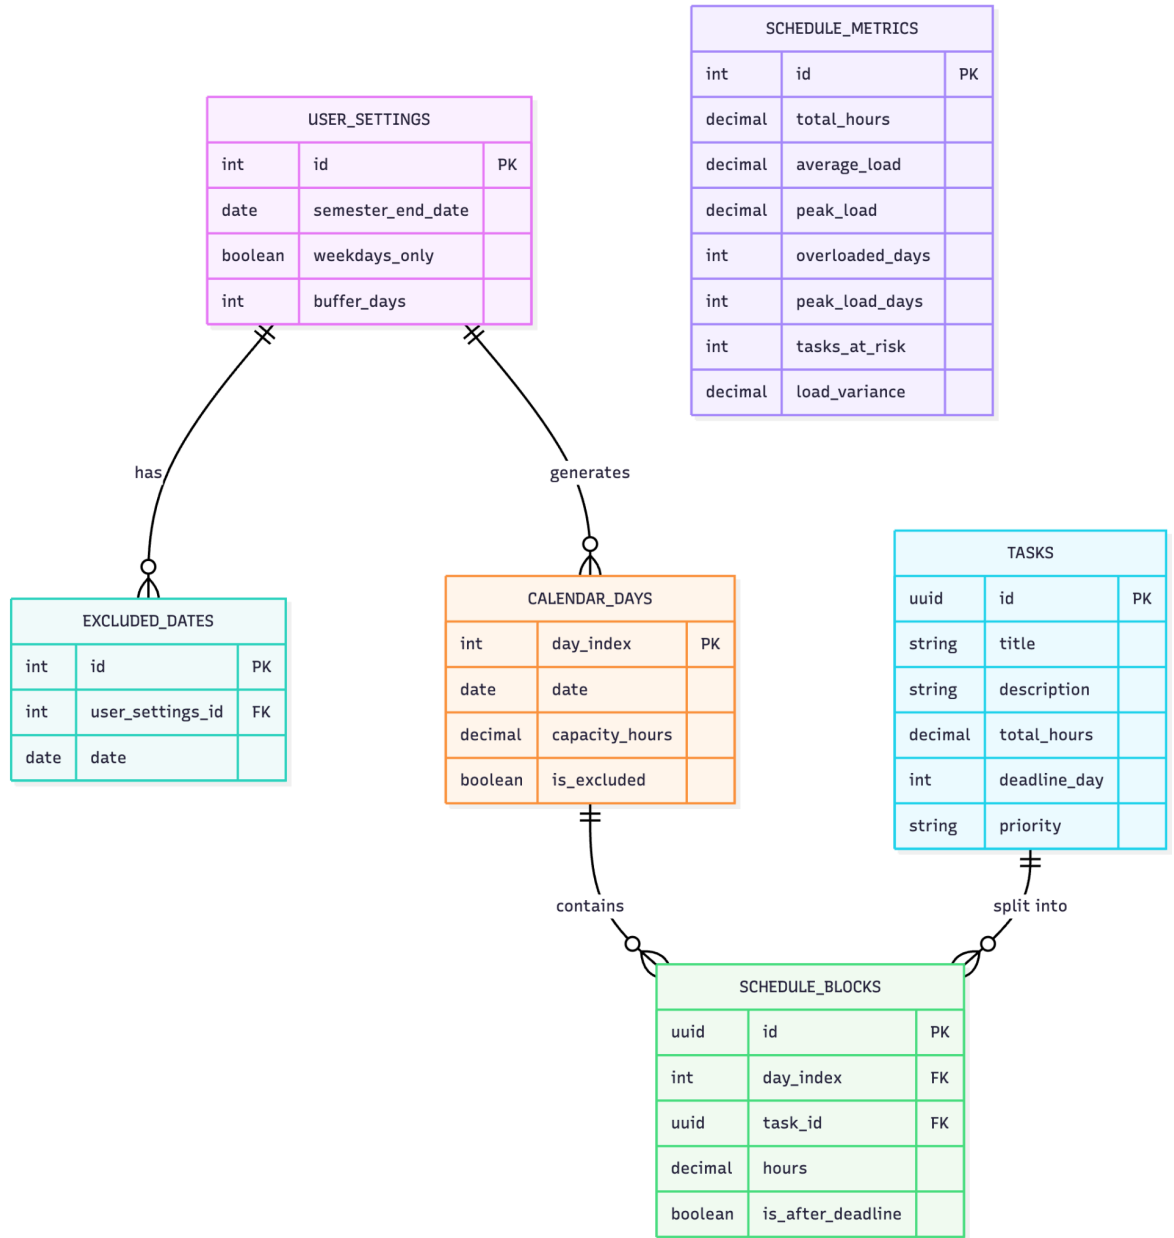 SCHEDULE_METRICS
int id PK
decimal total_hours
decimal average_load
decimal peak_load
int overloaded_days
int peak_load_days
int tasks_at_risk
decimal load_variance
USER_SETTINGS
int id PK
date semester_end_date
boolean weekdays_only
int buffer_days
has
generates
EXCLUDED_DATES
int id PK
int user_settings_id FK
date date
CALENDAR_DAYS
int day_index PK
date date
decimal capacity_hours
boolean is_excluded
TASKS
uuid id PK
string title
string description
decimal total_hours
int deadline_day
string priority
contains
split into
SCHEDULE_BLOCKS
uuid id PK
int day_index FK
uuid task_id FK
decimal hours
boolean is_after_deadline